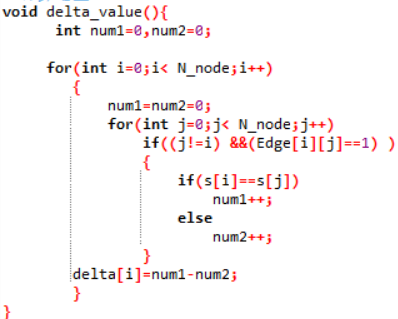 void delta_value(){
int num1=0,num2=0;
for(int i=0;i< N_node;i++)
{
num1=num2=0;
for(int j=0;j< N_node;j++)
if((j!=i) &&(Edge[i][j]==1) )
{
if(s[i]==s[j])
num1++;
else
num2++;
}
delta[i]=num1-num2;
}
}